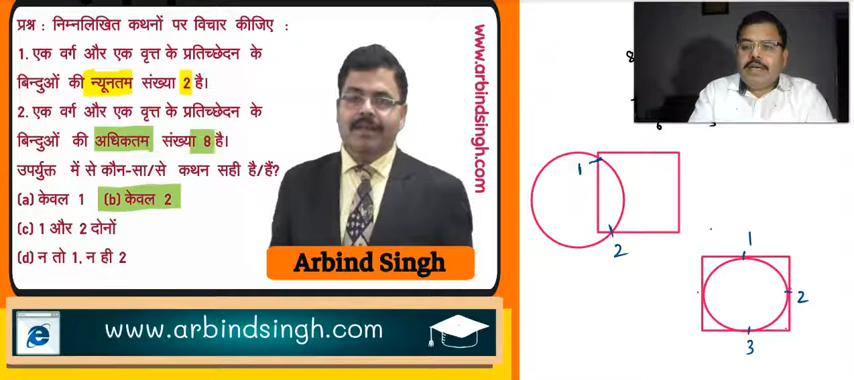 प्रश्न : निम्नलिखित कथनों पर विचार कीजिए :
1. एक वर्ग और एक वृत्त के प्रतिच्छेदन के
बिन्दुओं की न्यूनतम संख्या 2 है।
2. एक वर्ग और एक वृत्त के प्रतिच्छेदन के
बिन्दुओं की अधिकतम संख्या 8 है।
उपर्युक्त में से कौन-सा/से कथन सही है/हैं?
(a) केवल 1 (b) केवल 2
(c) 1 और 2 दोनों
(d) न तो 1, न ही 2
www.arbindsingh.com
Arbind Singh
www.arbindsingh.com
8
6
1
2
1
2
3